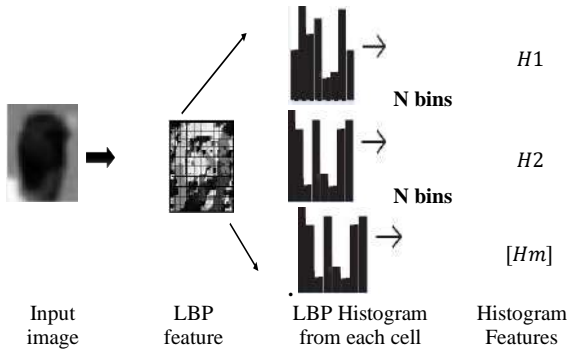 H1
N bins
H2
N bins
[Hm]
Input image
LBP feature
LBP Histogram from each cell
Histogram Features